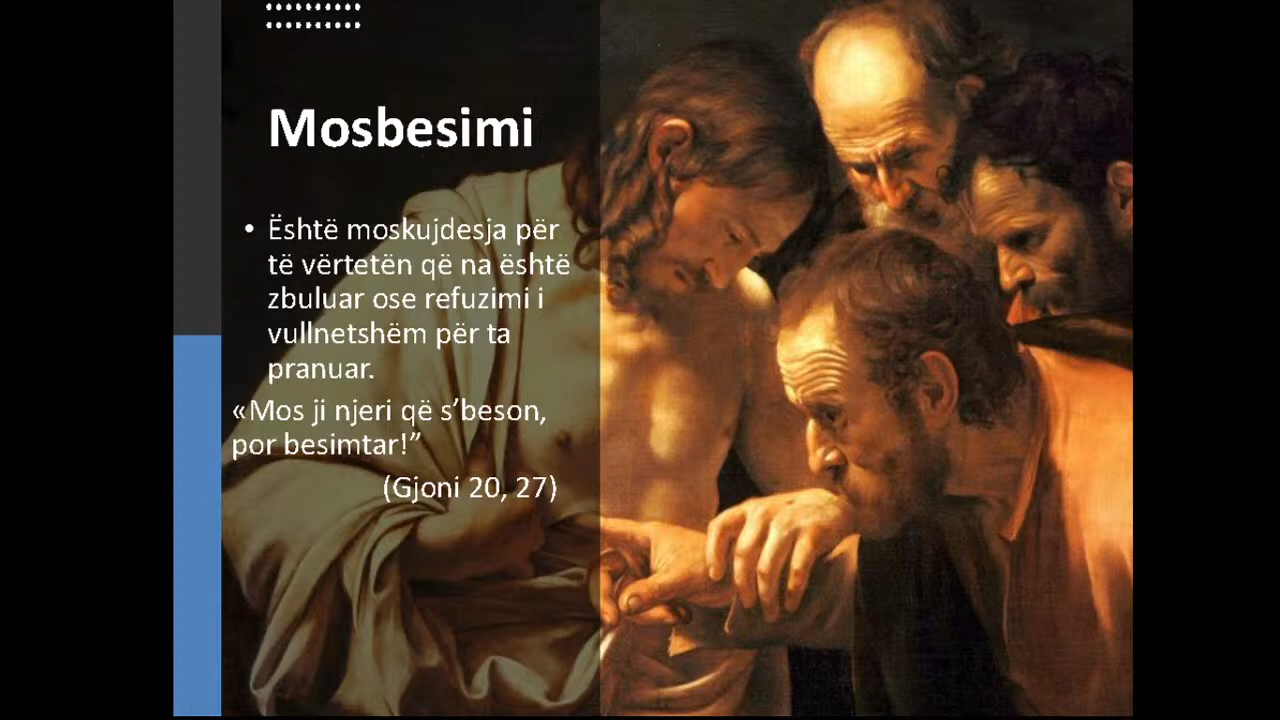 Mosbesimi
• Është moskujdesja për
të vërtetën që na është
zbuluar ose refuzimi i
vullnetshëm për ta
pranuar.
«Mos ji njeri që s’beson,
por besimtar!”
(Gjoni 20, 27)